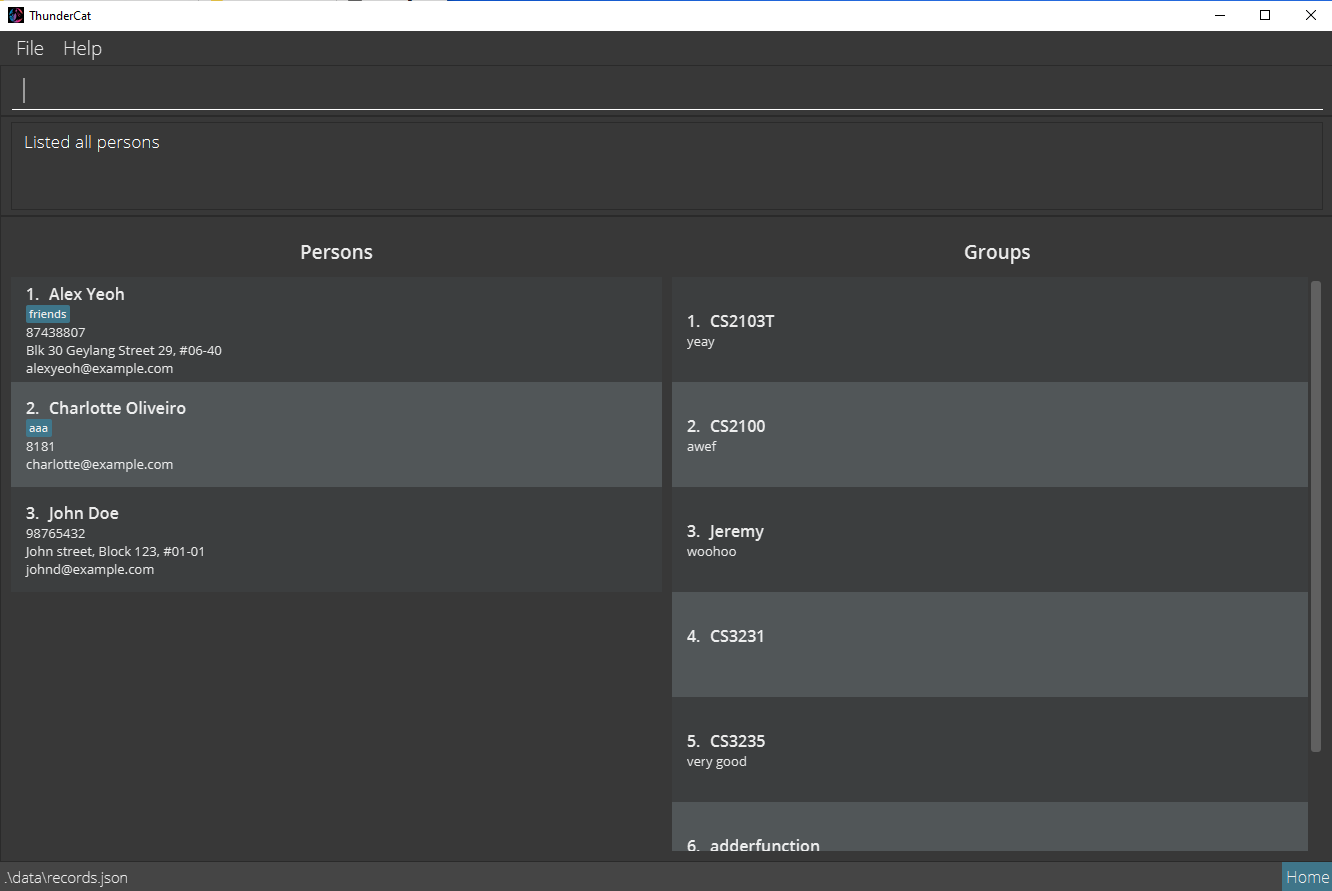 ThunderCat
File Help
Listed all persons
Persons
1. Alex Yeoh
friends
87438807
Blk 30 Geylang Street 29, #06-40
alexyeoh@example.com
2. Charlotte Oliveiro
aaa
8181
charlotte@example.com
3. John Doe
98765432
John street, Block 123, #01-01
johnd@example.com
Groups
1. CS2103T
yeay
2. CS2100
awef
3. Jeremy
woohoo
4. CS3231
5. CS3235
very good
6. adderfunction
.\data\records.json
Home